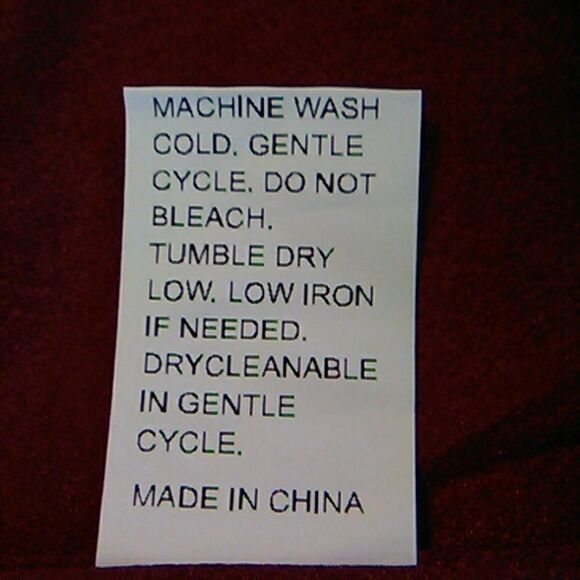 MACHINE WASH
COLD. GENTLE
CYCLE. DO NOT
BLEACH.
TUMBLE DRY
LOW. LOW IRON
IF NEEDED.
DRYCLEANABLE
IN GENTLE
CYCLE.
MADE IN CHINA